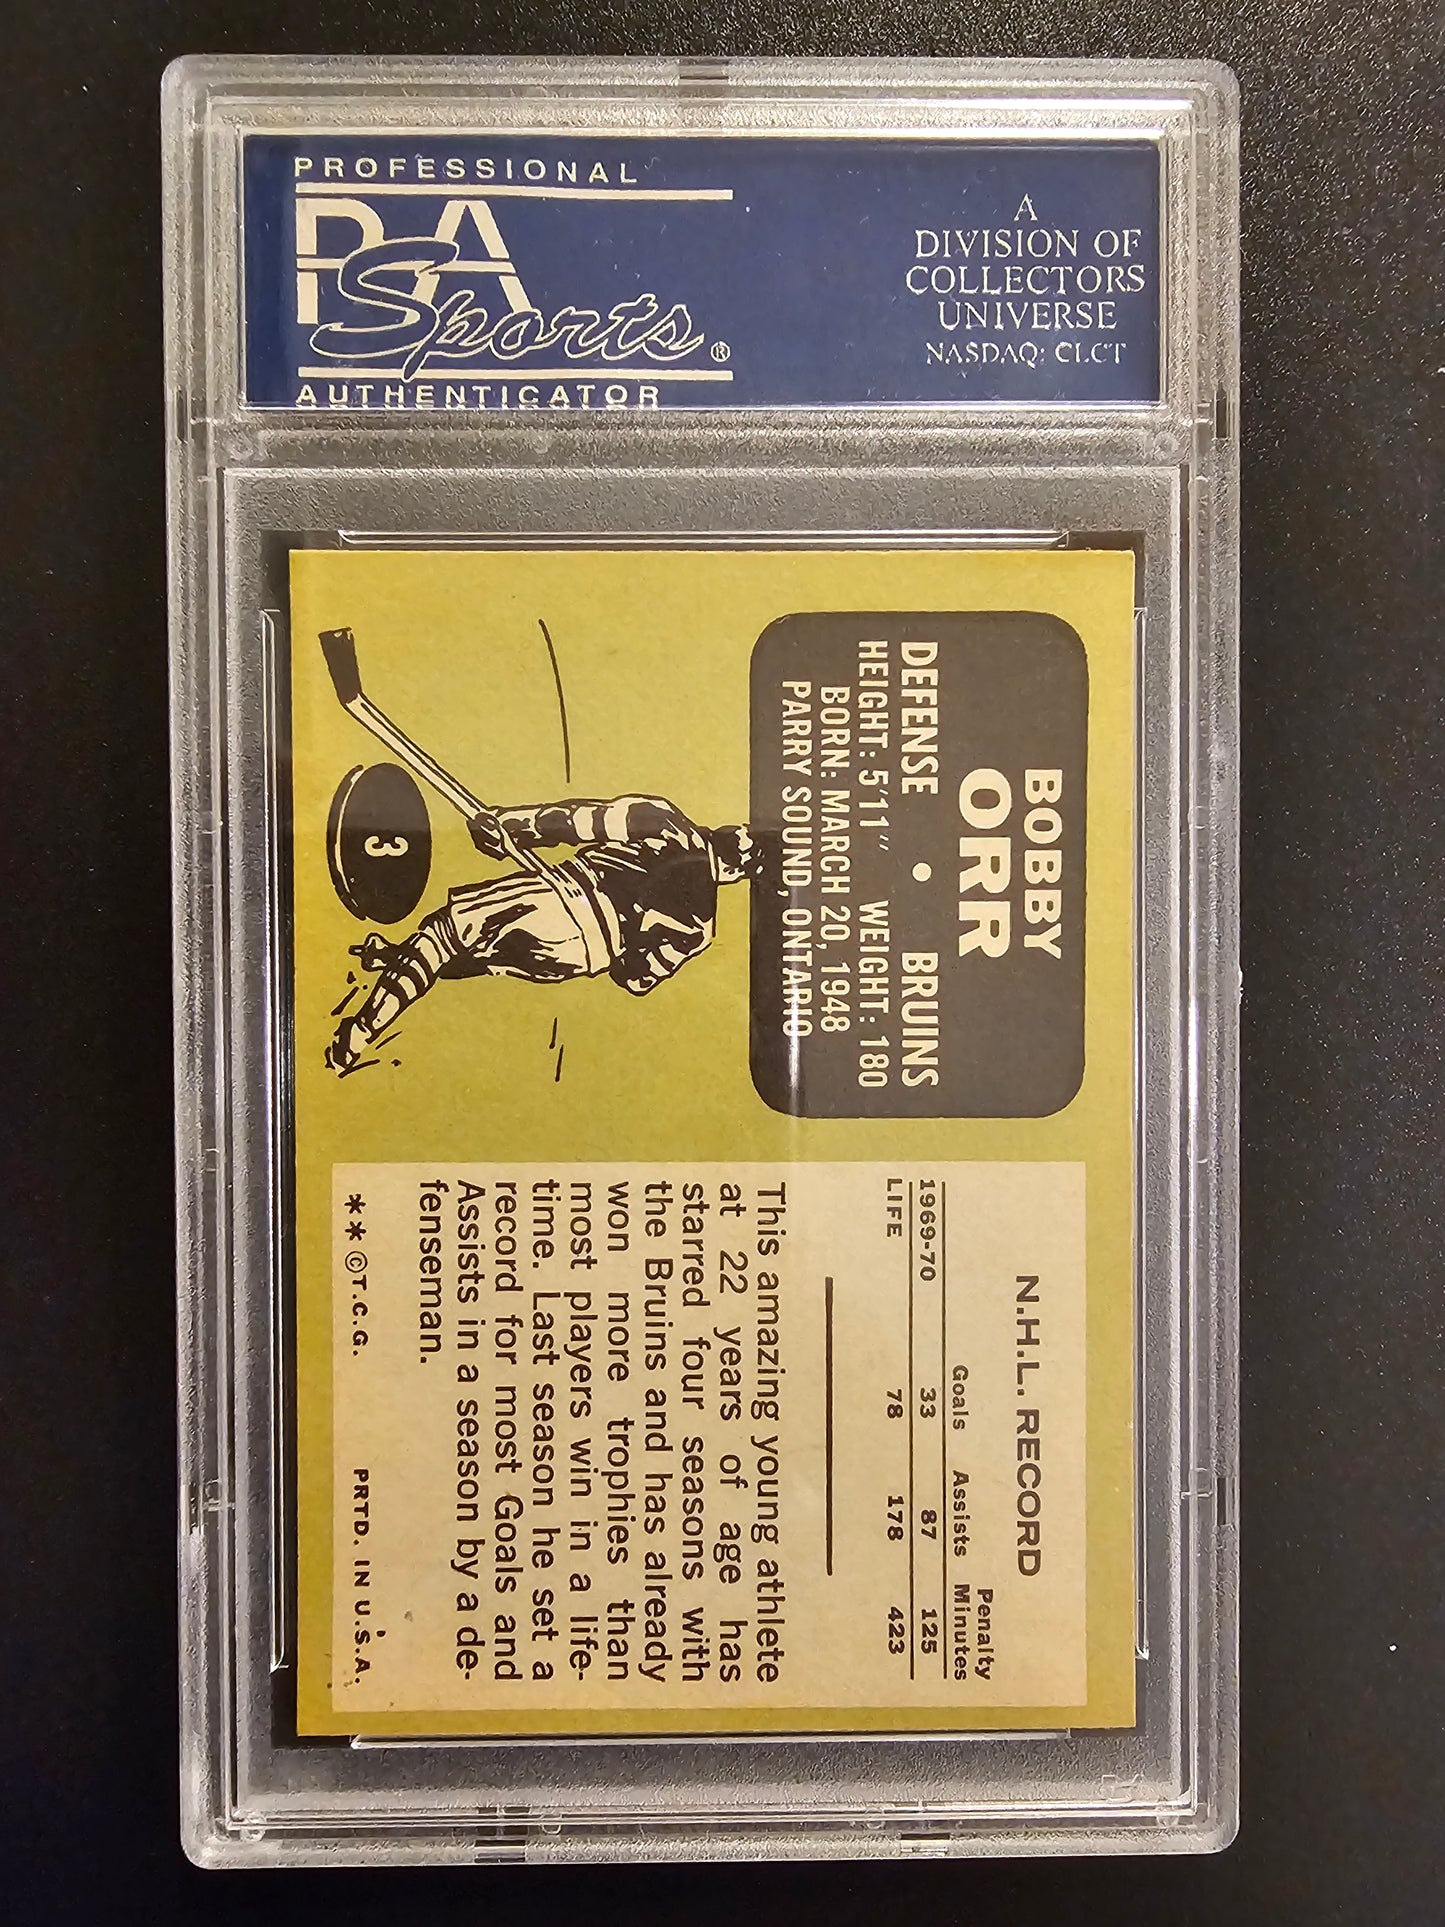 PROFESSIONAL
PSA
Sports®
AUTHENTICATOR
A
DIVISION OF
COLLECTORS
UNIVERSE
NASDAQ: CLCT
BOBBY
ORR
DEFENSE • BRUINS
HEIGHT: 5'11" WEIGHT: 180
BORN: MARCH 20, 1948
PARRY SOUND, ONTARIO
3
N.H.L. RECORD
Penalty
Goals Assists Minutes
1969-70 33 87 125
LIFE 78 178 423
This amazing young athlete
at 22 years of age has
starred four seasons with
the Bruins and has already
won more trophies than
most players win in a life-
time. Last season he set a
record for most Goals and
Assists in a season by a de-
fenseman.
**©T.C.G. PRTD. IN U.S.A.